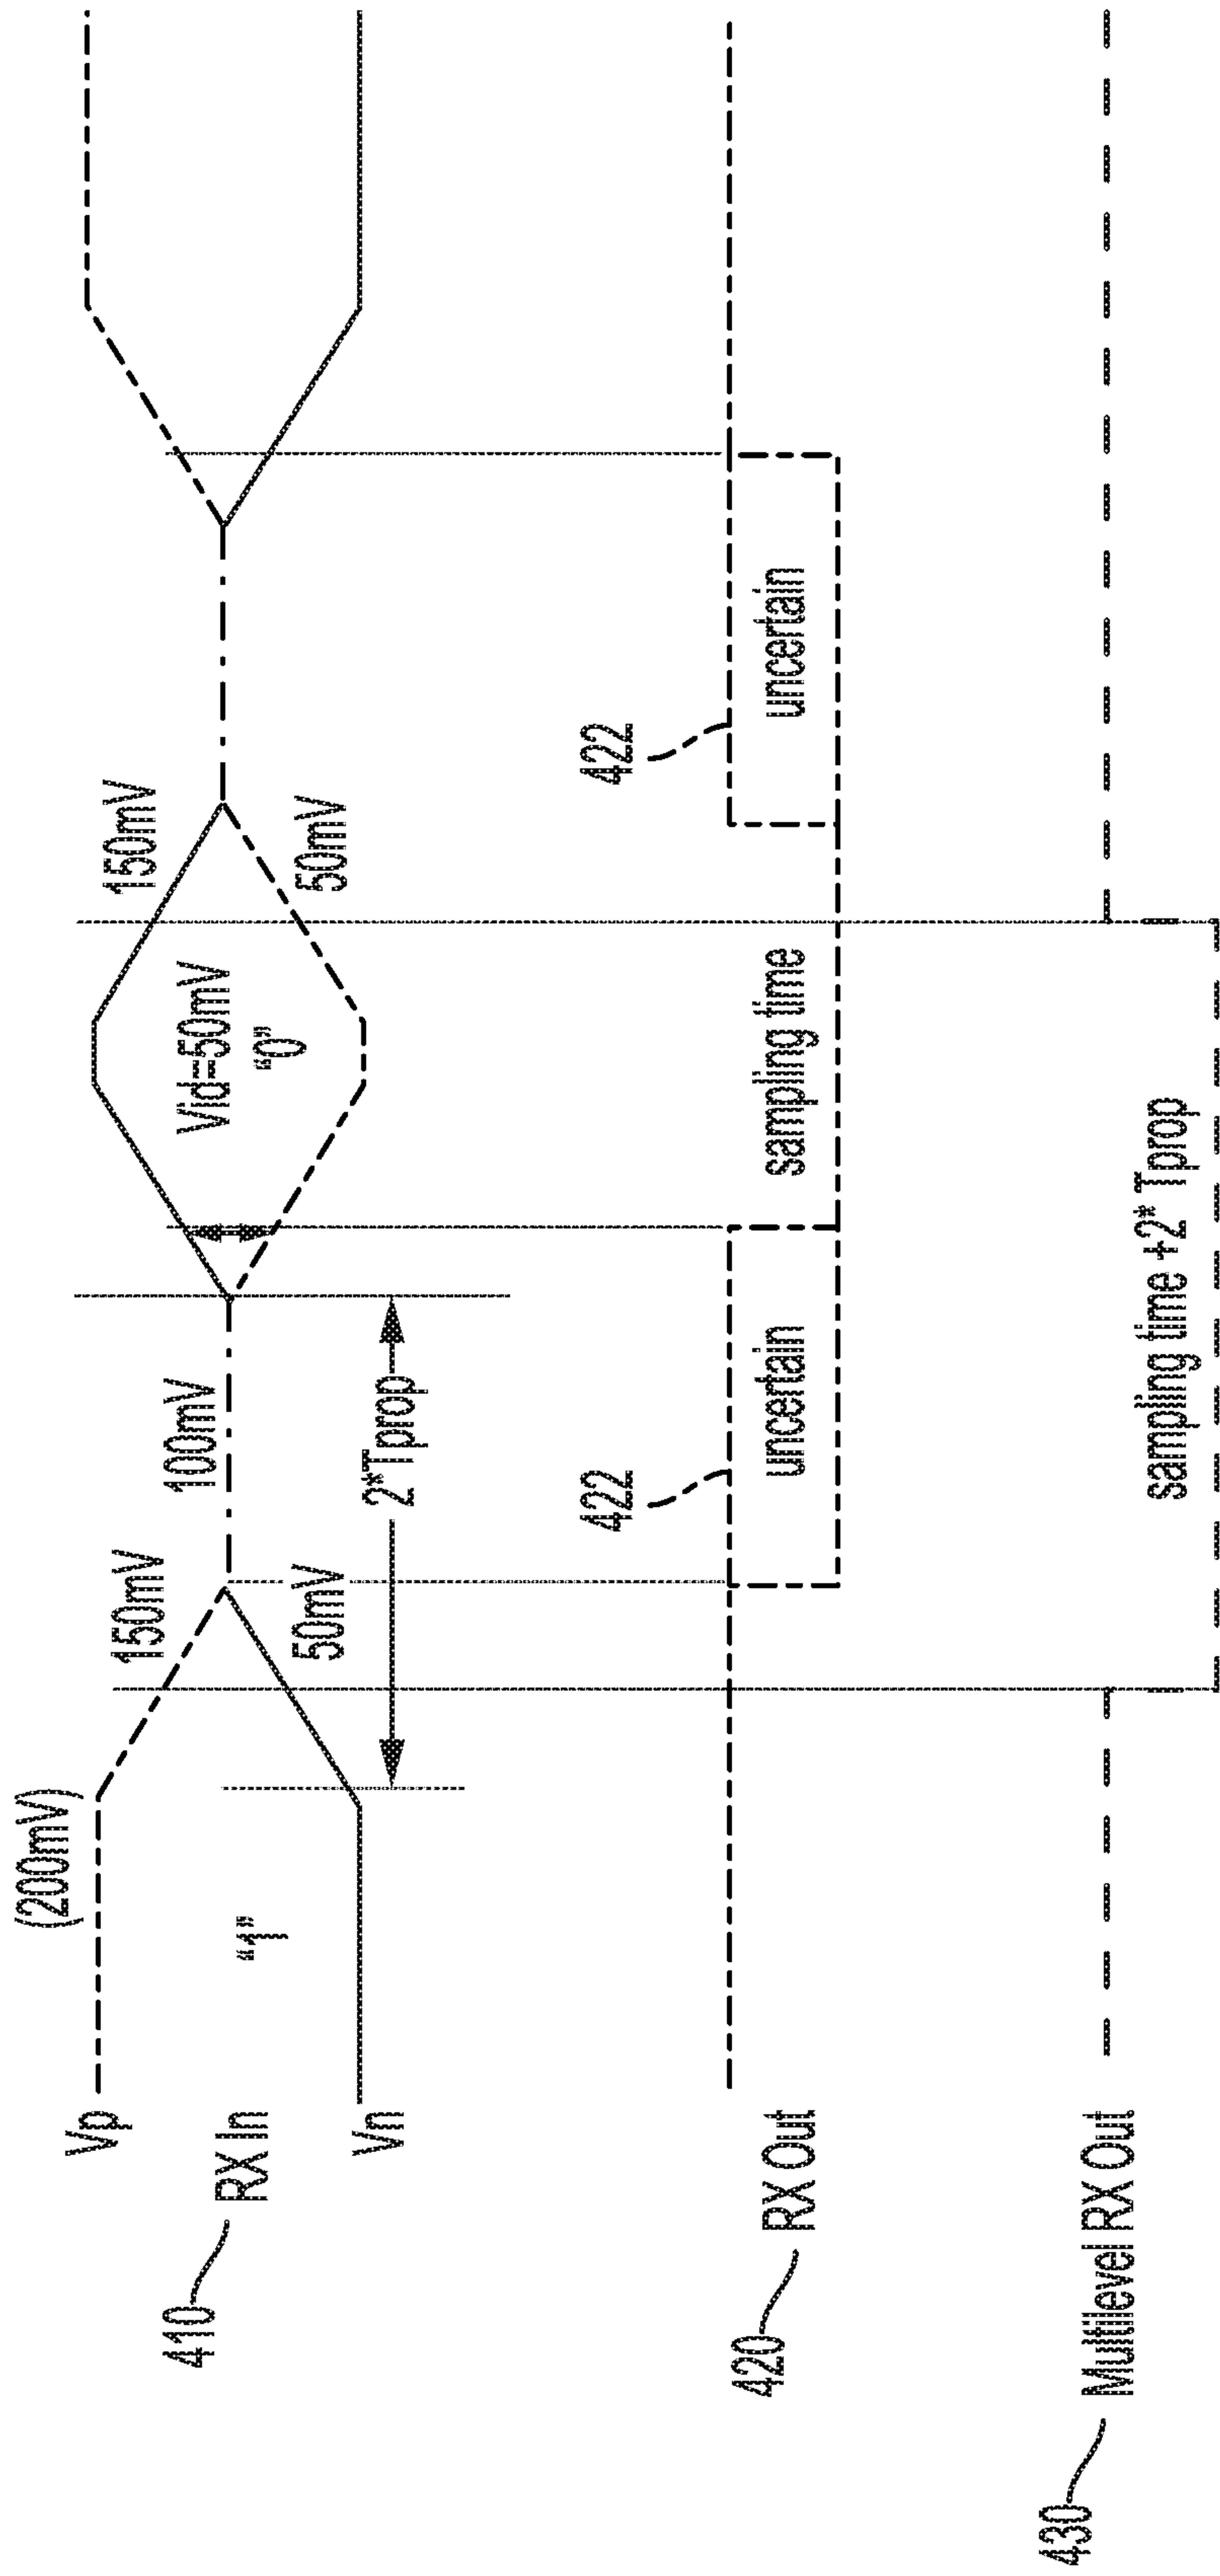 (200mV)
Vp
150mV
100mV
150mV
410
RX In
"1"
Vid=50mV
"0"
50mV
50mV
Vn
2*Tprop
422
422
420
RX Out
uncertain
sampling time
uncertain
430
Multilevel RX Out
sampling time +2* Tprop